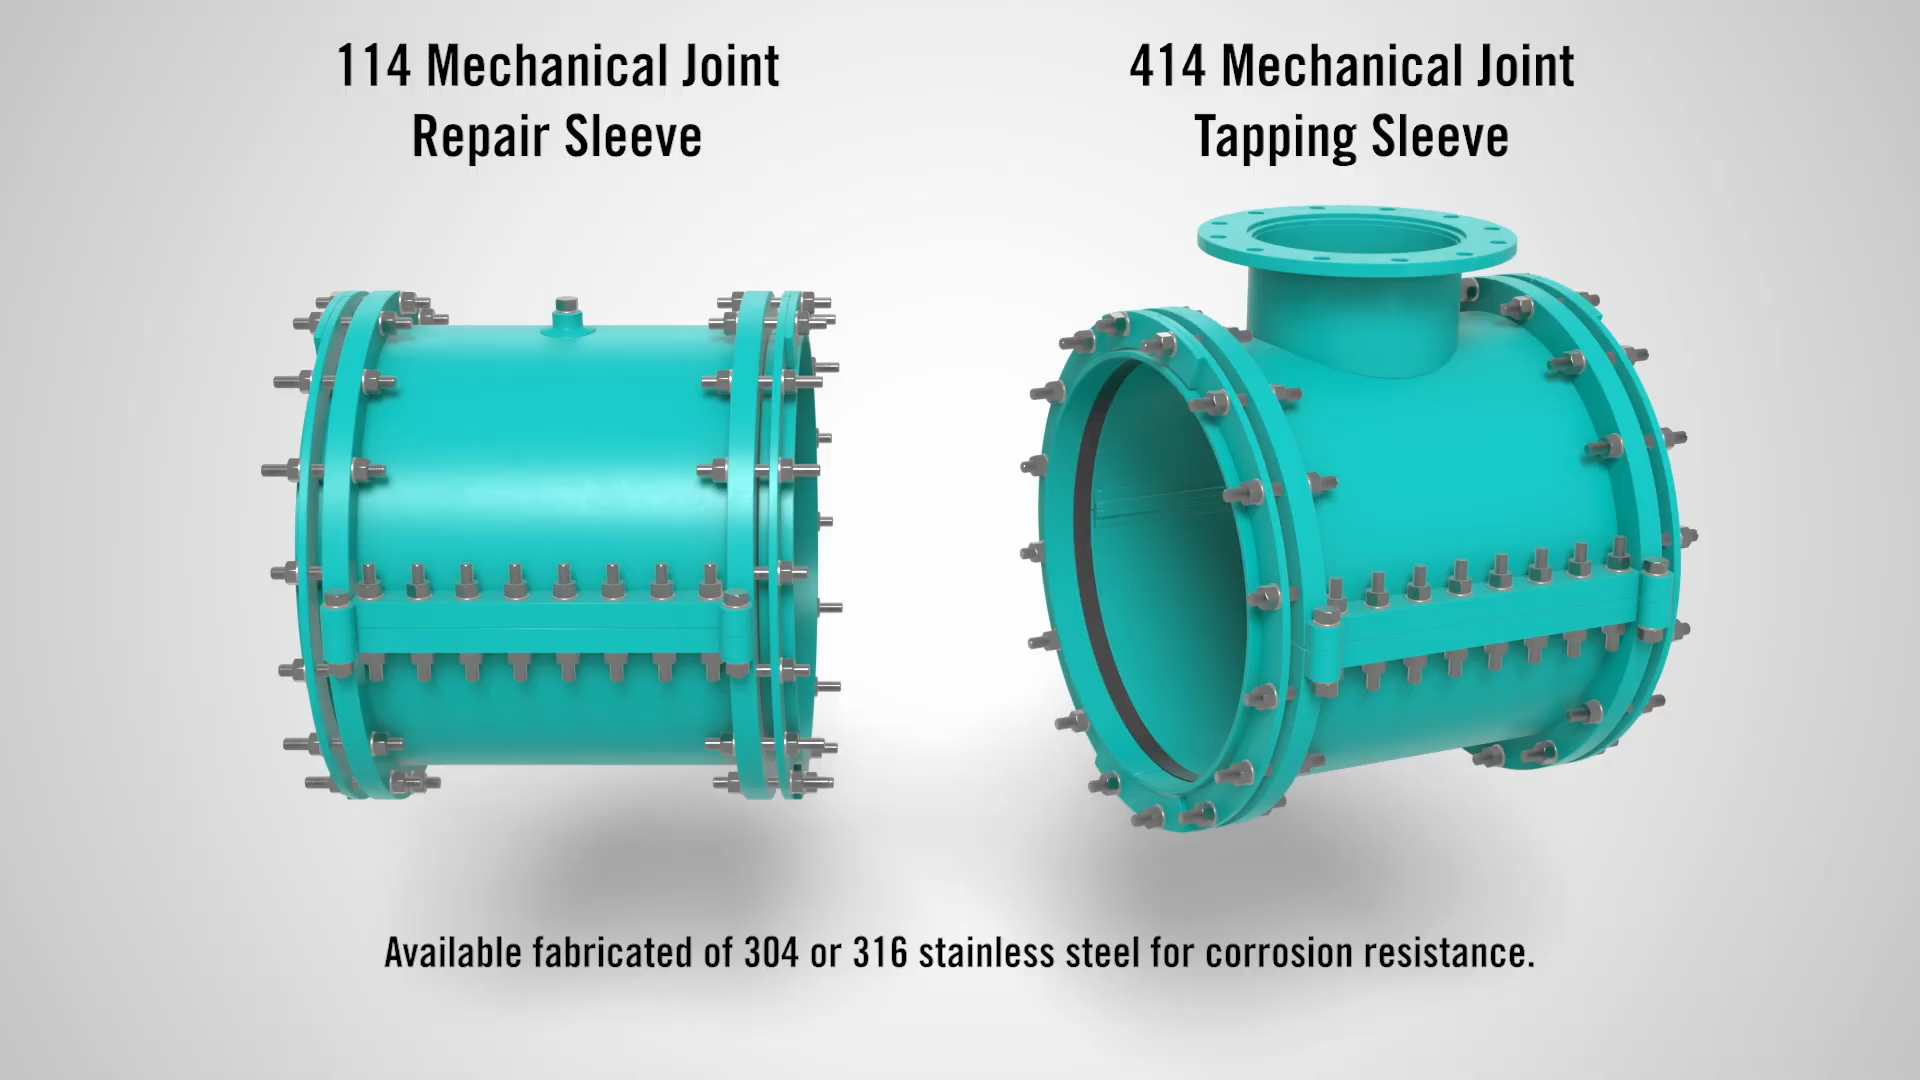 114 Mechanical Joint
Repair Sleeve
414 Mechanical Joint
Tapping Sleeve
Available fabricated of 304 or 316 stainless steel for corrosion resistance.